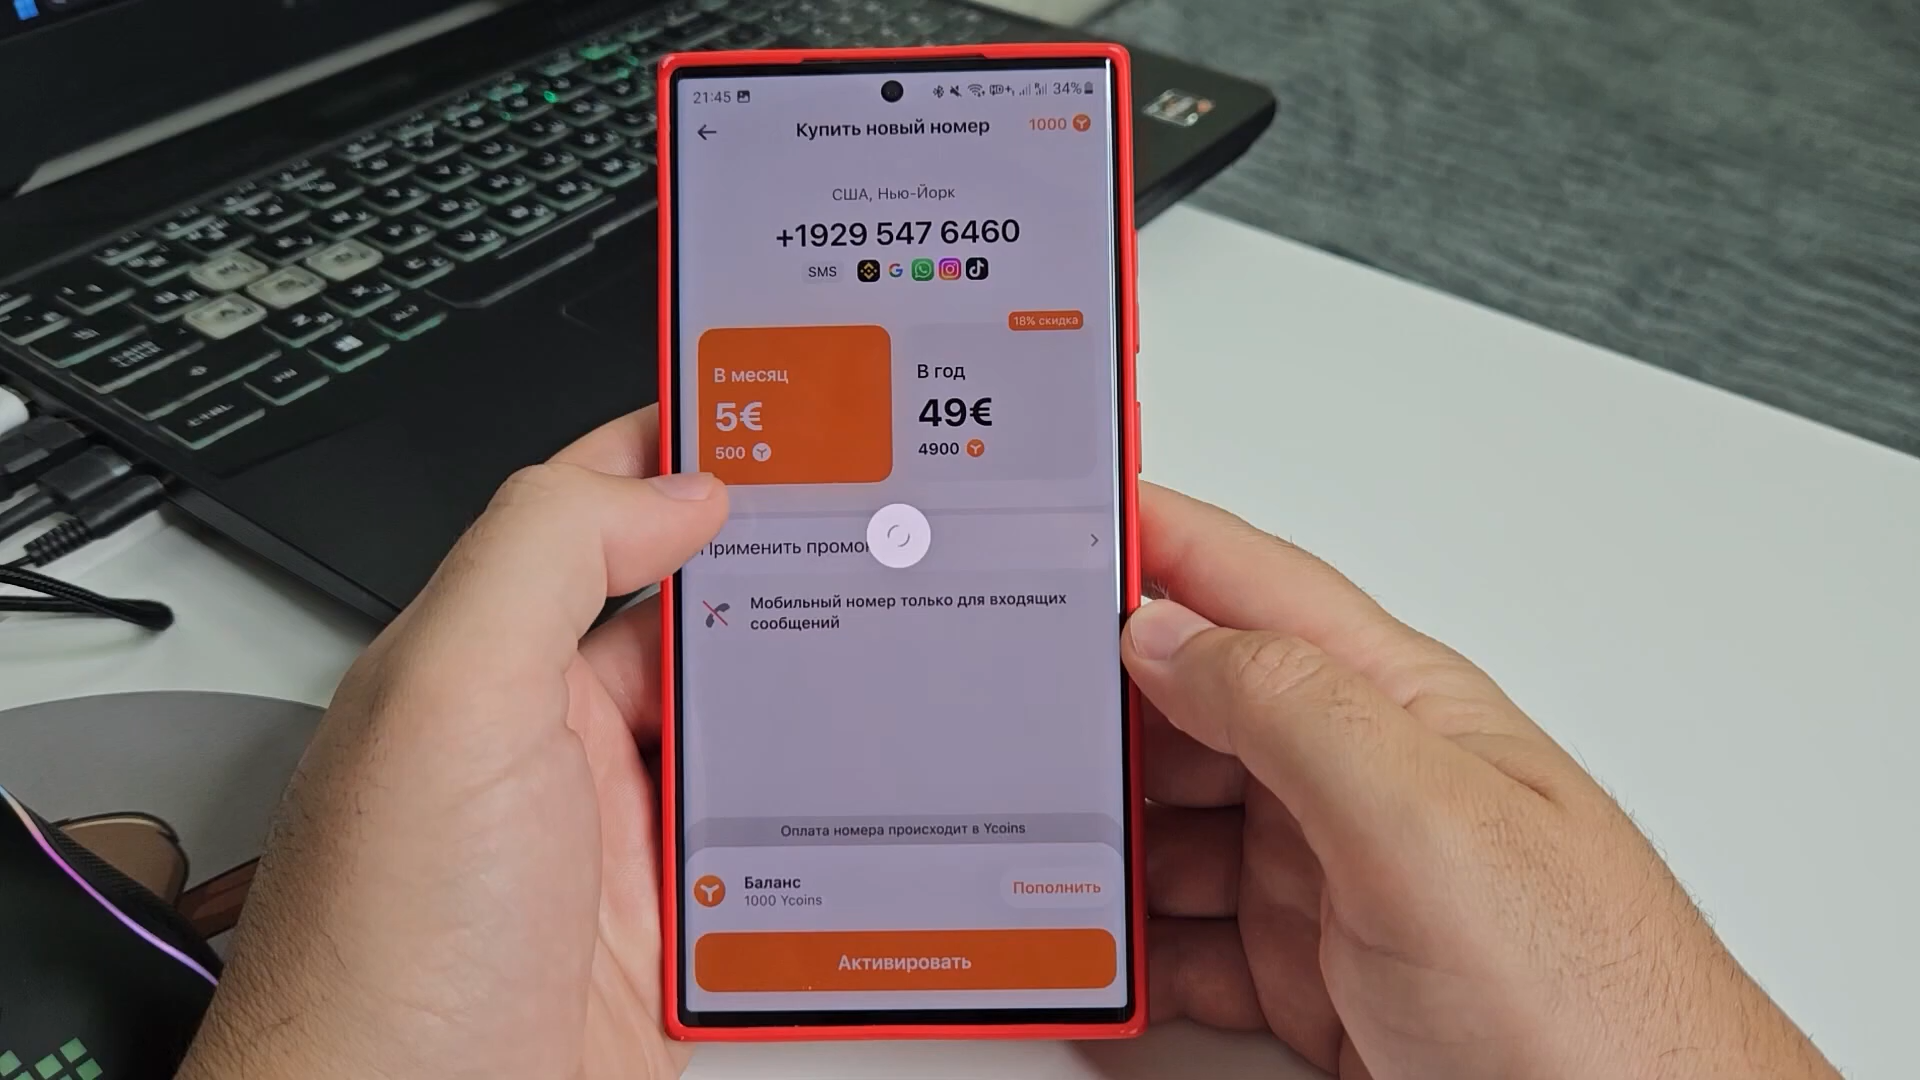 21:45
34%
Купить новый номер
1000
США, Нью-Йорк
+1929 547 6460
SMS
18% скидка
В месяц
5€
500
В год
49€
4900
Применить
Мобильный номер только для входящих
сообщений
Оплата номера происходит в Ycoins
Баланс
1000 Ycoins
Пополнить
Активировать